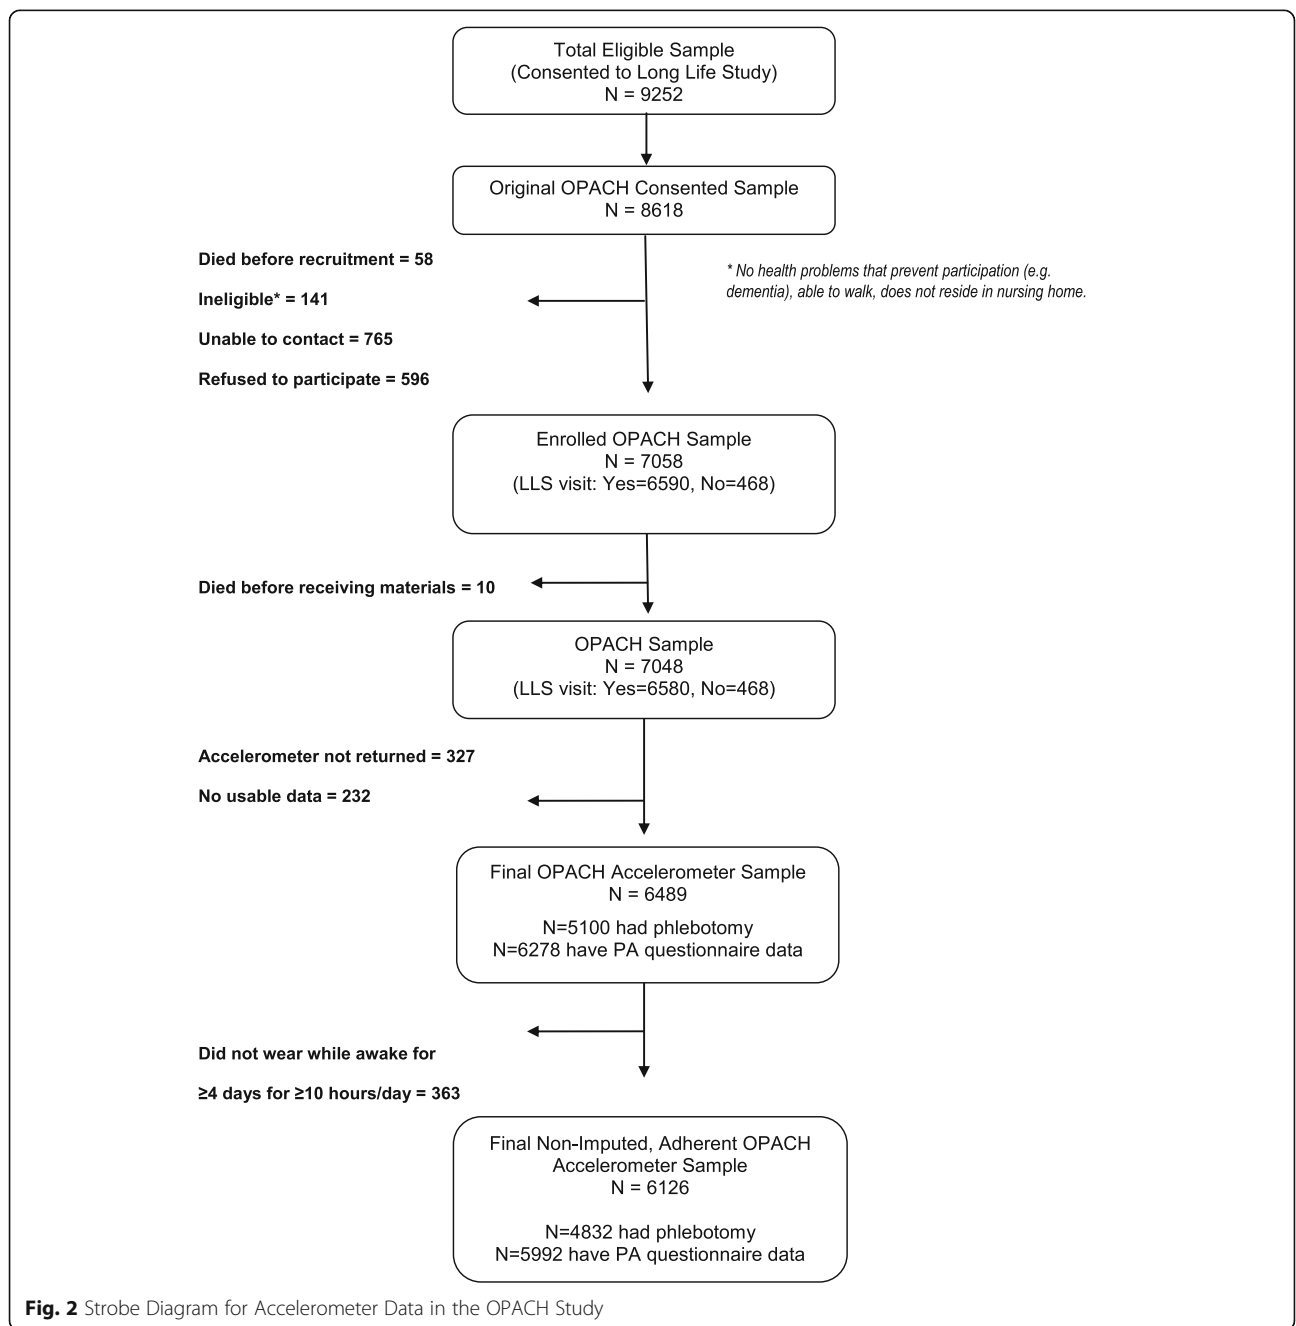 Total Eligible Sample
(Consented to Long Life Study)
N = 9252
Original OPACH Consented Sample
N = 8618
Died before recruitment = 58
Ineligible* = 141
Unable to contact = 765
Refused to participate = 596
* No health problems that prevent participation (e.g.
dementia), able to walk, does not reside in nursing home.
Enrolled OPACH Sample
N = 7058
(LLS visit: Yes=6590, No=468)
Died before receiving materials = 10
OPACH Sample
N = 7048
(LLS visit: Yes=6580, No=468)
Accelerometer not returned = 327
No usable data = 232
Final OPACH Accelerometer Sample
N = 6489
N=5100 had phlebotomy
N=6278 have PA questionnaire data
Did not wear while awake for
≥4 days for ≥10 hours/day = 363
Final Non-Imputed, Adherent OPACH
Accelerometer Sample
N = 6126
N=4832 had phlebotomy
N=5992 have PA questionnaire data
Fig. 2 Strobe Diagram for Accelerometer Data in the OPACH Study